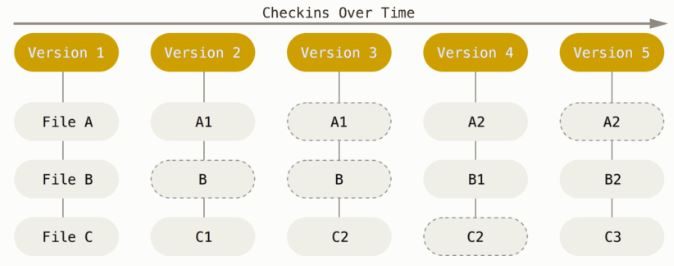 Checkins Over Time
Version 1 Version 2 Version 3 Version 4 Version 5
File A A1 A1 A2 A2
File B B B B1 B2
File C C1 C2 C2 C3